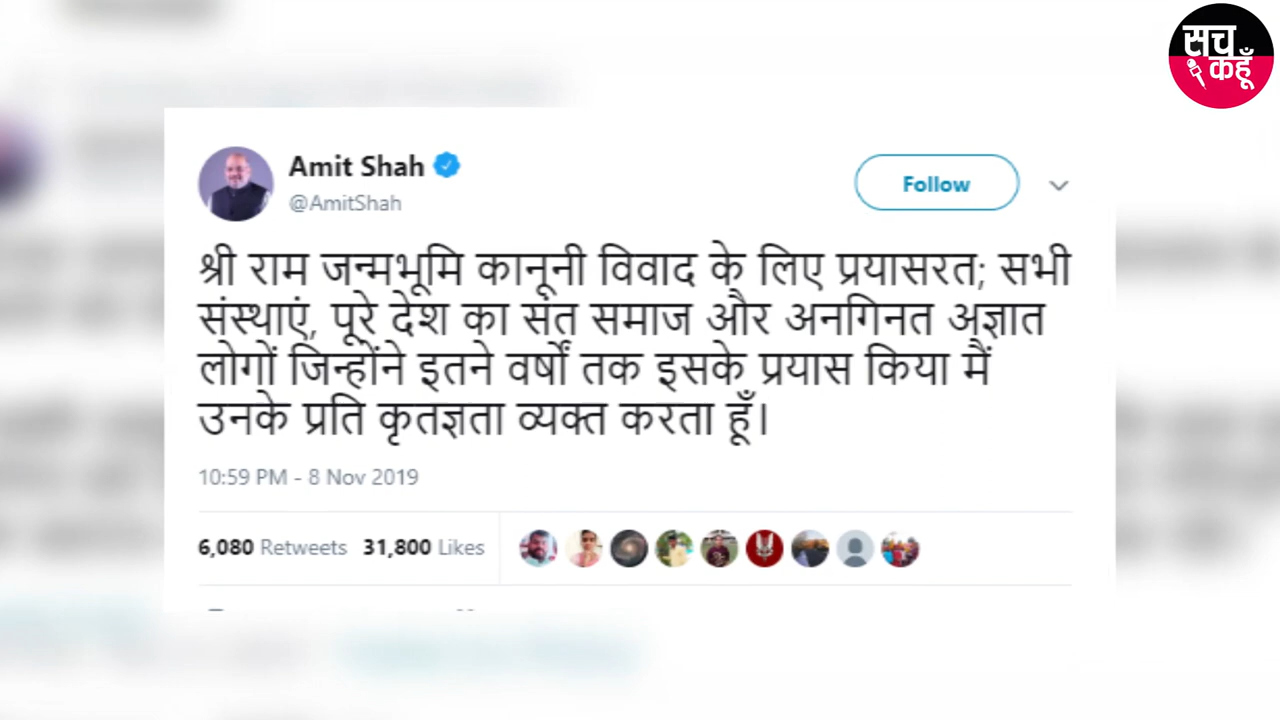 सच
कहूँ
Amit Shah
@AmitShah
Follow
श्री राम जन्मभूमि कानूनी विवाद के लिए प्रयासरत; सभी
संस्थाएं, पूरे देश का संत समाज और अनगिनत अज्ञात
लोगों जिन्होंने इतने वर्षों तक इसके प्रयास किया मैं
उनके प्रति कृतज्ञता व्यक्त करता हूँ।
10:59 PM - 8 Nov 2019
6,080 Retweets 31,800 Likes